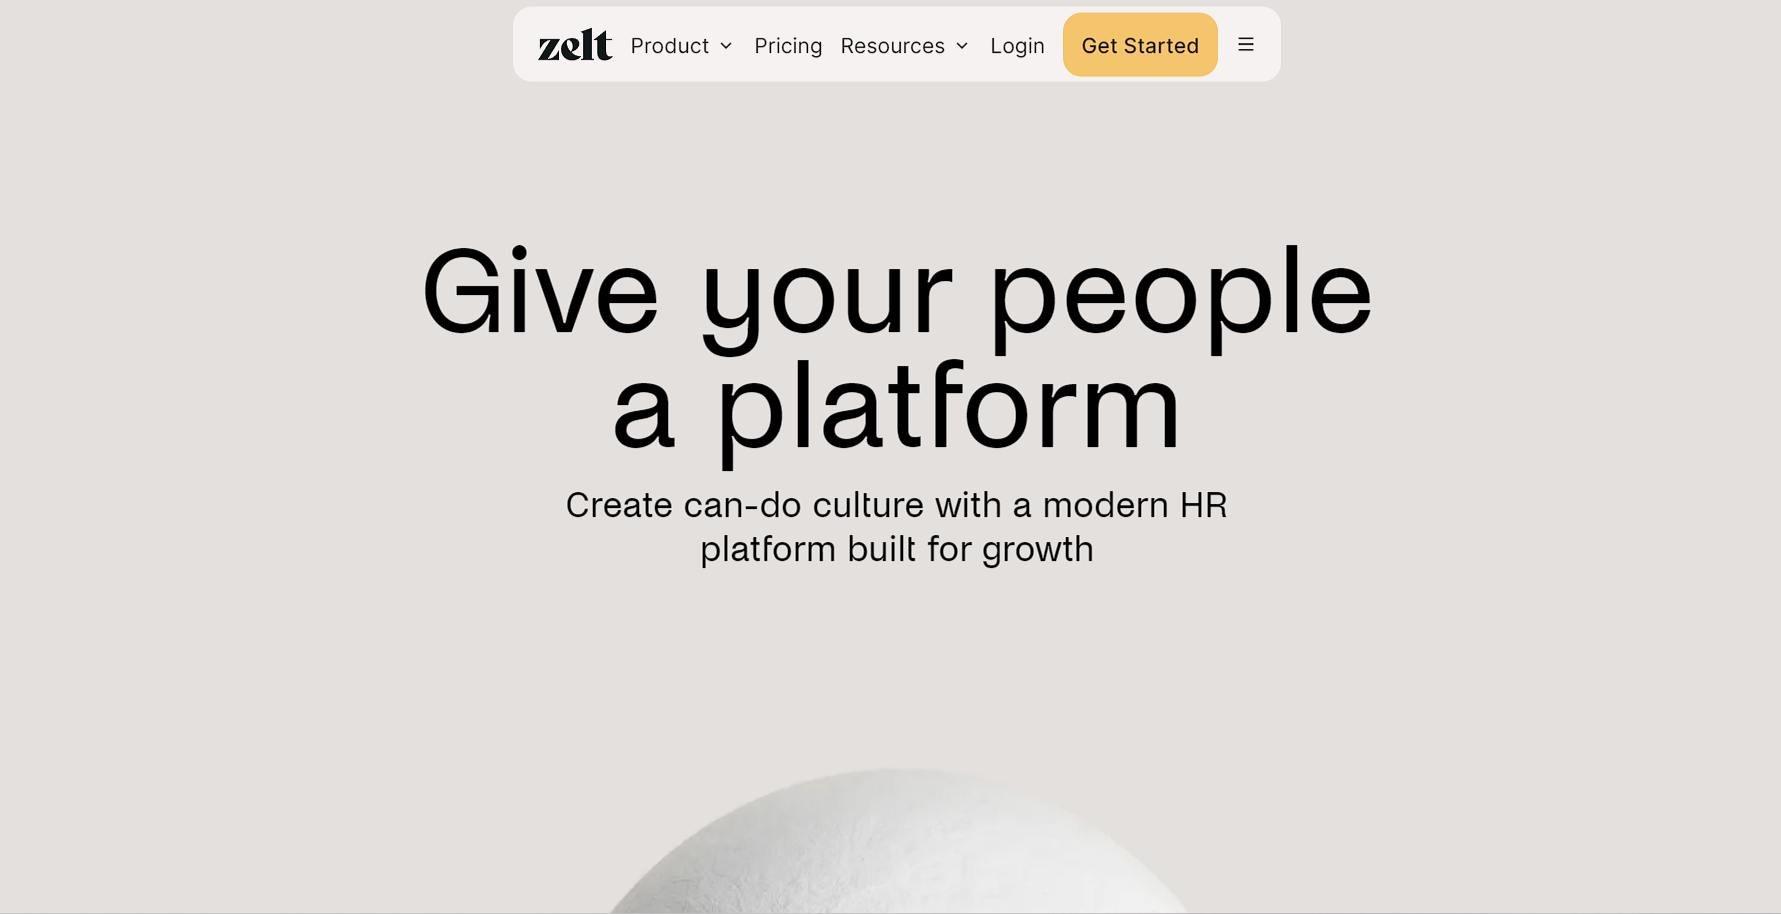 zelt Product Pricing Resources Login Get Started
Give your people
a platform
Create can-do culture with a modern HR
platform built for growth